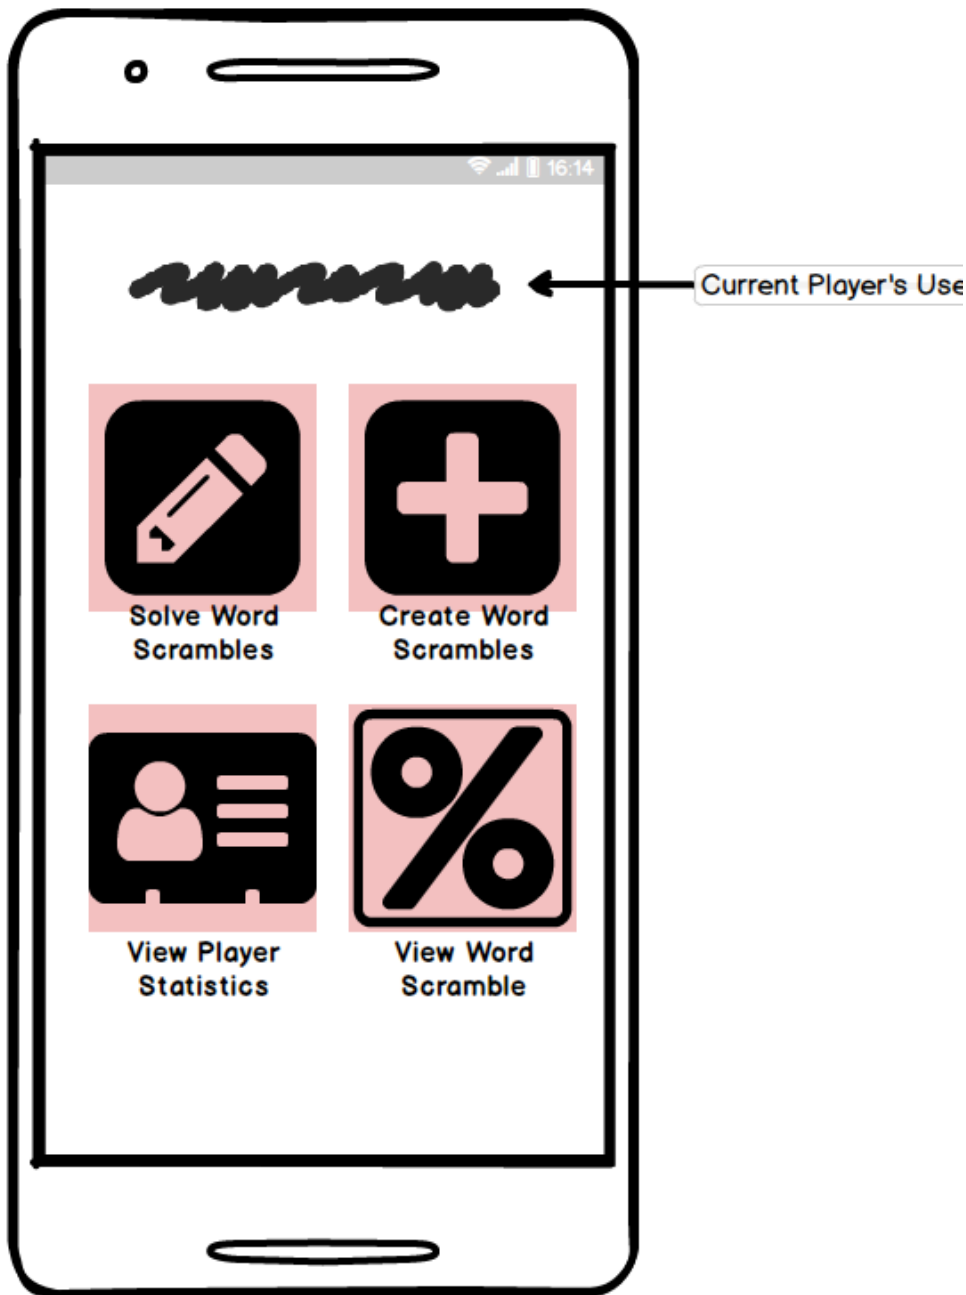 16:14
Current Player's Use
Solve Word
Scrambles
Create Word
Scrambles
View Player
Statistics
View Word
Scramble